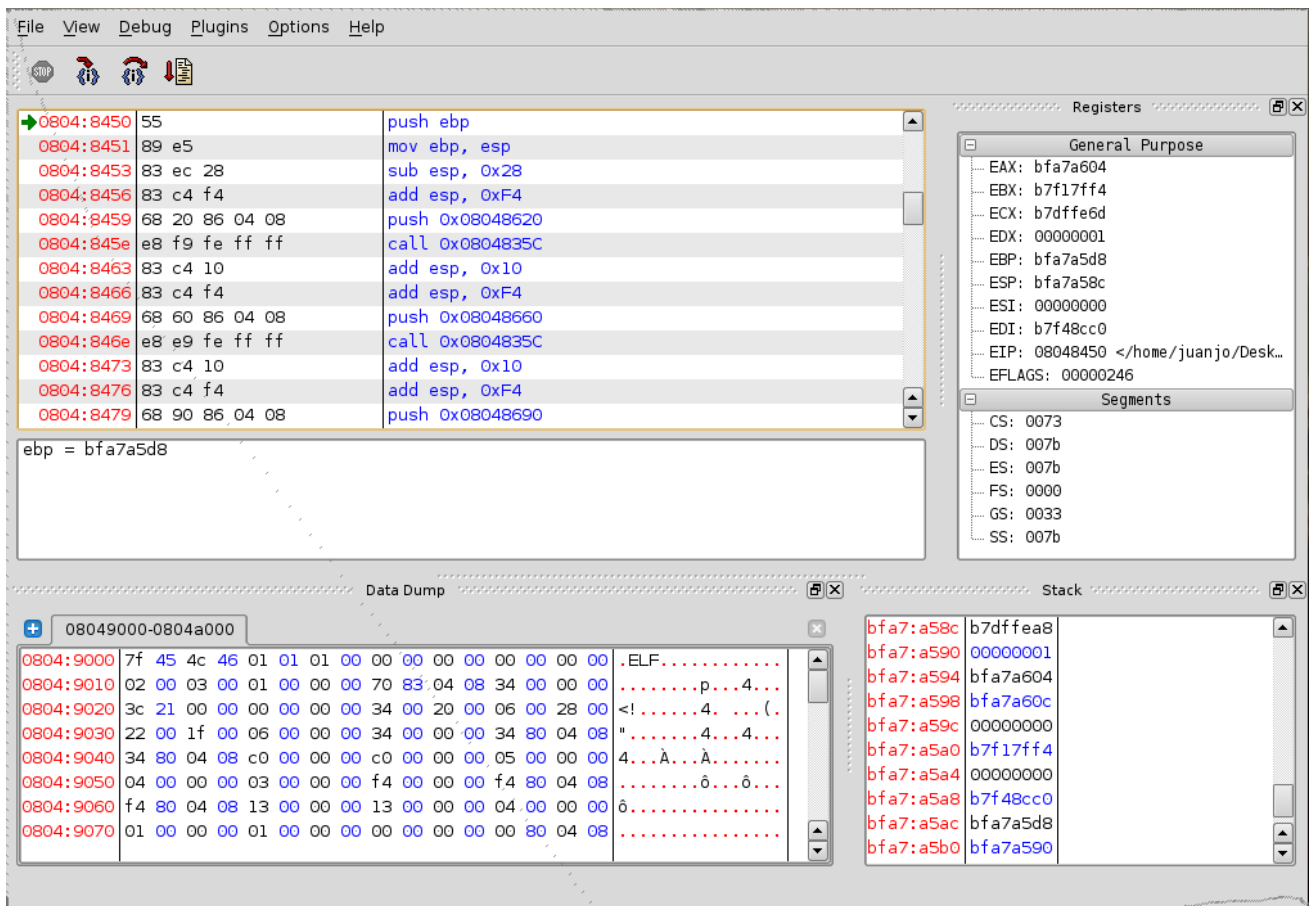 File View Debug Plugins Options Help
STOP
0804:8450 55 push ebp
0804:8451 89 e5 mov ebp, esp
0804:8453 83 ec 28 sub esp, 0x28
0804:8456 83 c4 f4 add esp, 0xF4
0804:8459 68 20 86 04 08 push 0x08048620
0804:845e e8 f9 fe ff ff call 0x0804835C
0804:8463 83 c4 10 add esp, 0x10
0804:8466 83 c4 f4 add esp, 0xF4
0804:8469 68 60 86 04 08 push 0x08048660
0804:846e e8 e9 fe ff ff call 0x0804835C
0804:8473 83 c4 10 add esp, 0x10
0804:8476 83 c4 f4 add esp, 0xF4
0804:8479 68 90 86 04 08 push 0x08048690
ebp = bfa7a5d8
Registers
General Purpose
EAX: bfa7a604
EBX: b7f17ff4
ECX: b7dffe6d
EDX: 00000001
EBP: bfa7a5d8
ESP: bfa7a58c
ESI: 00000000
EDI: b7f48cc0
EIP: 08048450 </home/juanjo/Desk...
EFLAGS: 00000246
Segments
CS: 0073
DS: 007b
ES: 007b
FS: 0000
GS: 0033
SS: 007b
Data Dump
08049000-0804a000
0804:9000 7f 45 4c 46 01 01 01 00 00 00 00 00 00 00 00 00 .ELF............
0804:9010 02 00 03 00 01 00 00 00 70 83 04 08 34 00 00 00 ........p...4...
0804:9020 3c 21 00 00 00 00 00 00 34 00 20 00 06 00 28 00 <!......4. ...(.
0804:9030 22 00 1f 00 06 00 00 00 34 00 00 00 34 80 04 08 ".......4...4...
0804:9040 34 80 04 08 c0 00 00 00 c0 00 00 00 05 00 00 00 4...À...À.......
0804:9050 04 00 00 00 03 00 00 00 f4 00 00 00 f4 80 04 08 ........ô...ô...
0804:9060 f4 80 04 08 13 00 00 00 13 00 00 00 04 00 00 00 ô...............
0804:9070 01 00 00 00 01 00 00 00 00 00 00 00 00 80 04 08 ................
Stack
bfa7:a58c b7dffea8
bfa7:a590 00000001
bfa7:a594 bfa7a604
bfa7:a598 bfa7a60c
bfa7:a59c 00000000
bfa7:a5a0 b7f17ff4
bfa7:a5a4 00000000
bfa7:a5a8 b7f48cc0
bfa7:a5ac bfa7a5d8
bfa7:a5b0 bfa7a590